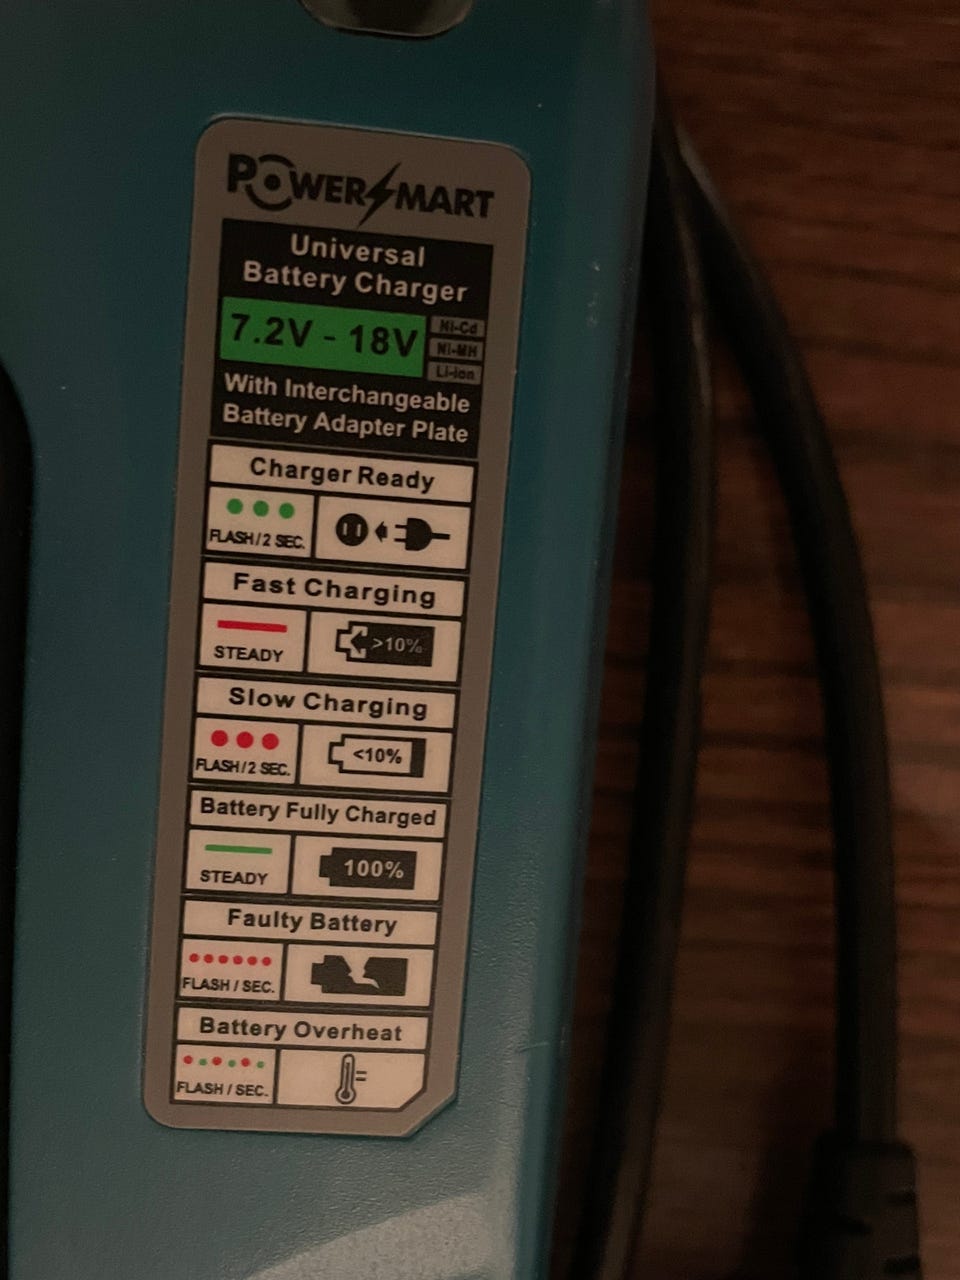 POWERSMART
Universal
Battery Charger
7.2V - 18V
Ni-Cd
Ni-MH
Li-ion
With Interchangeable
Battery Adapter Plate
Charger Ready
FLASH/2 SEC.
Fast Charging
STEADY
>10%
Slow Charging
FLASH/2 SEC.
<10%
Battery Fully Charged
STEADY
100%
Faulty Battery
FLASH / SEC.
Battery Overheat
FLASH / SEC.